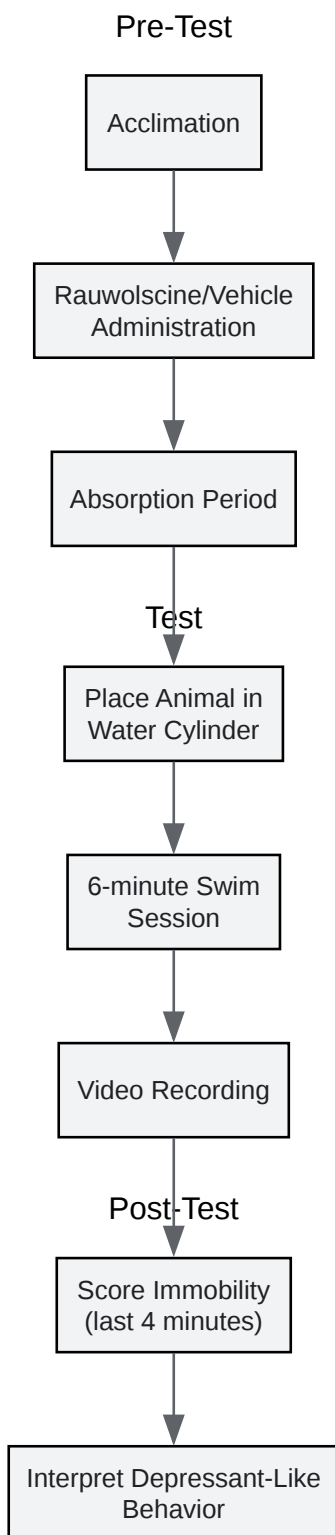 Pre-Test
Acclimation
Rauwolscine/Vehicle
Administration
Absorption Period
Test
Place Animal in
Water Cylinder
6-minute Swim
Session
Video Recording
Post-Test
Score Immobility
(last 4 minutes)
Interpret Depressant-Like
Behavior